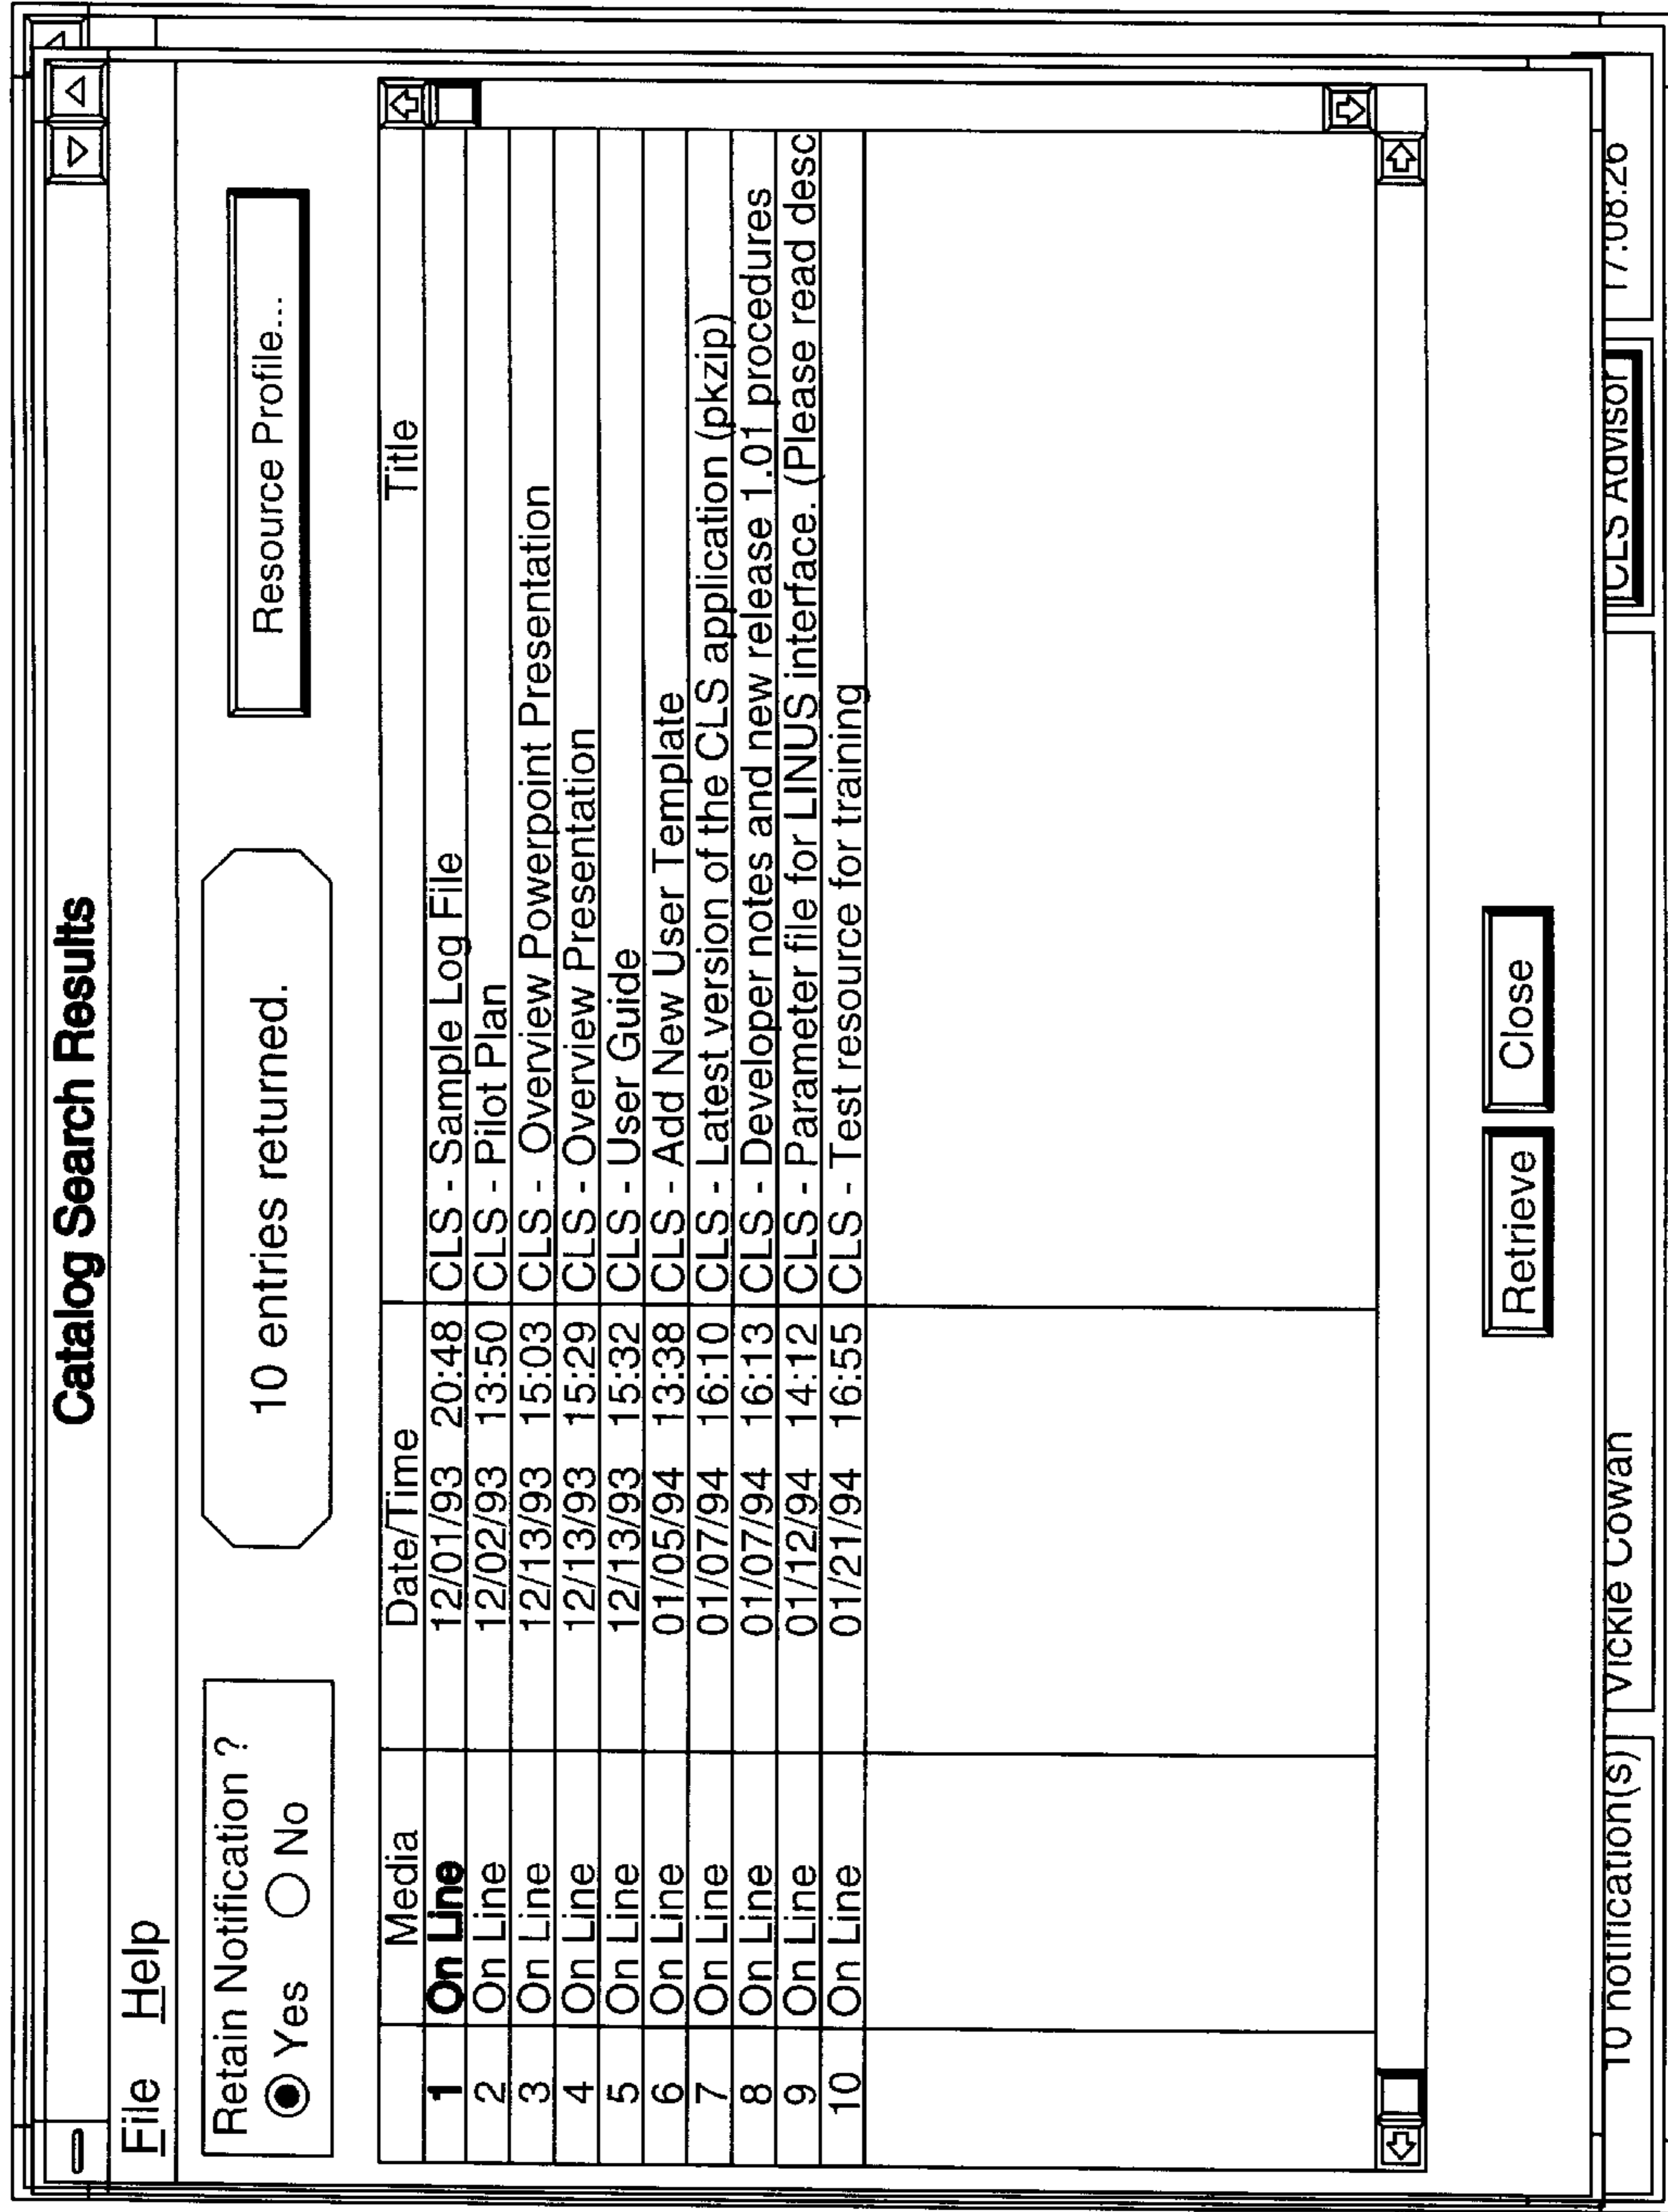 Catalog Search Results
File Help
Retain Notification ?
Yes No
10 entries returned.
Resource Profile...
Media Date/Time Title
1 On Line 12/01/93 20:48 CLS - Sample Log File
2 On Line 12/02/93 13:50 CLS - Pilot Plan
3 On Line 12/13/93 15:03 CLS - Overview Powerpoint Presentation
4 On Line 12/13/93 15:29 CLS - Overview Presentation
5 On Line 12/13/93 15:32 CLS - User Guide
6 On Line 01/05/94 13:38 CLS - Add New User Template
7 On Line 01/07/94 16:10 CLS - Latest version of the CLS application (pkzip)
8 On Line 01/07/94 16:13 CLS - Developer notes and new release 1.01 procedures
9 On Line 01/12/94 14:12 CLS - Parameter file for LINUS interface. (Please read desc
10 On Line 01/21/94 16:55 CLS - Test resource for training
Retrieve Close
10 notification(s) Vickie Cowan CLS Advisor 17:08:26